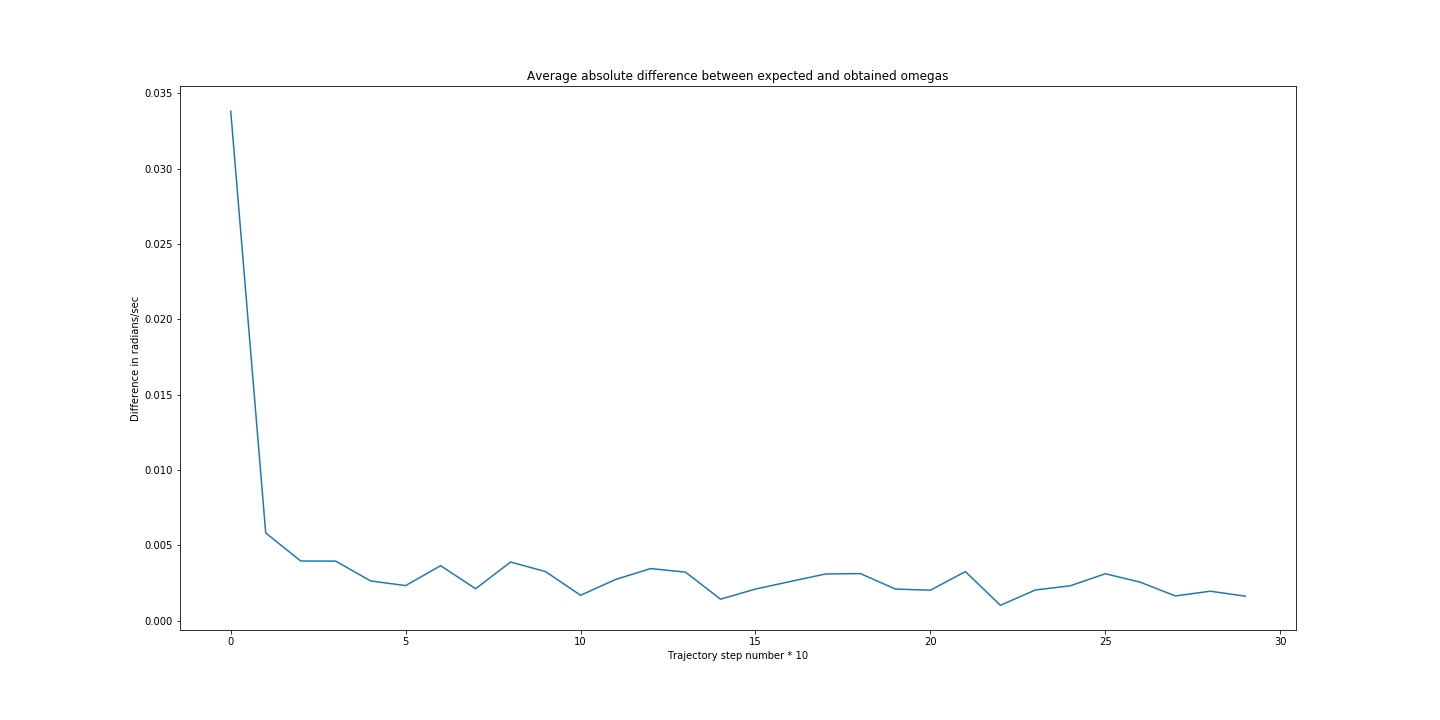 Average absolute difference between expected and obtained omegas
0.035
0.030
0.025
0.020
0.015
0.010
0.005
0.000
Difference in radians/sec
0 5 10 15 20 25 30
Trajectory step number * 10